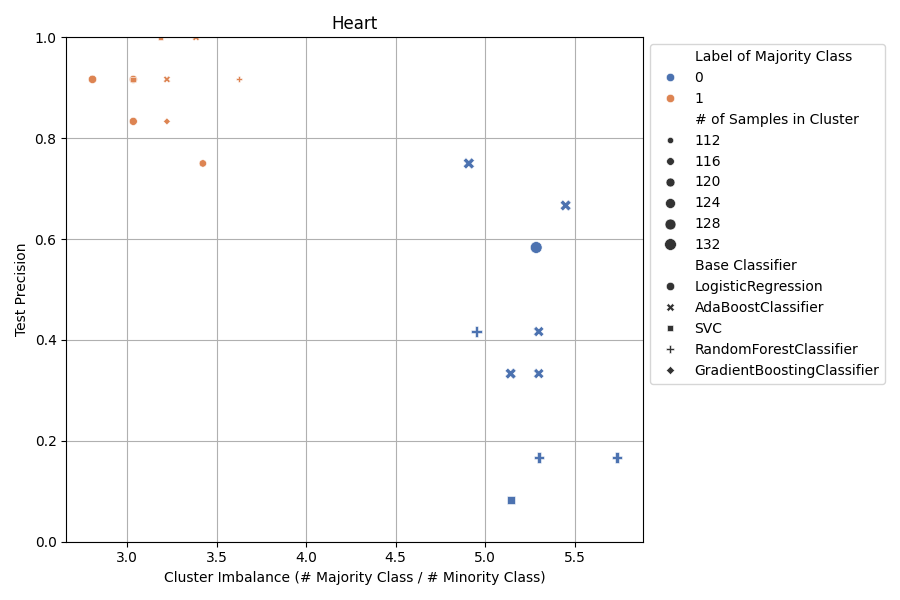 Heart
Test Precision
1.0
0.8
0.6
0.4
0.2
0.0
3.0
3.5
4.0
4.5
5.0
5.5
Cluster Imbalance (# Majority Class / # Minority Class)
Label of Majority Class
0
1
# of Samples in Cluster
112
116
120
124
128
132
Base Classifier
LogisticRegression
AdaBoostClassifier
SVC
RandomForestClassifier
GradientBoostingClassifier